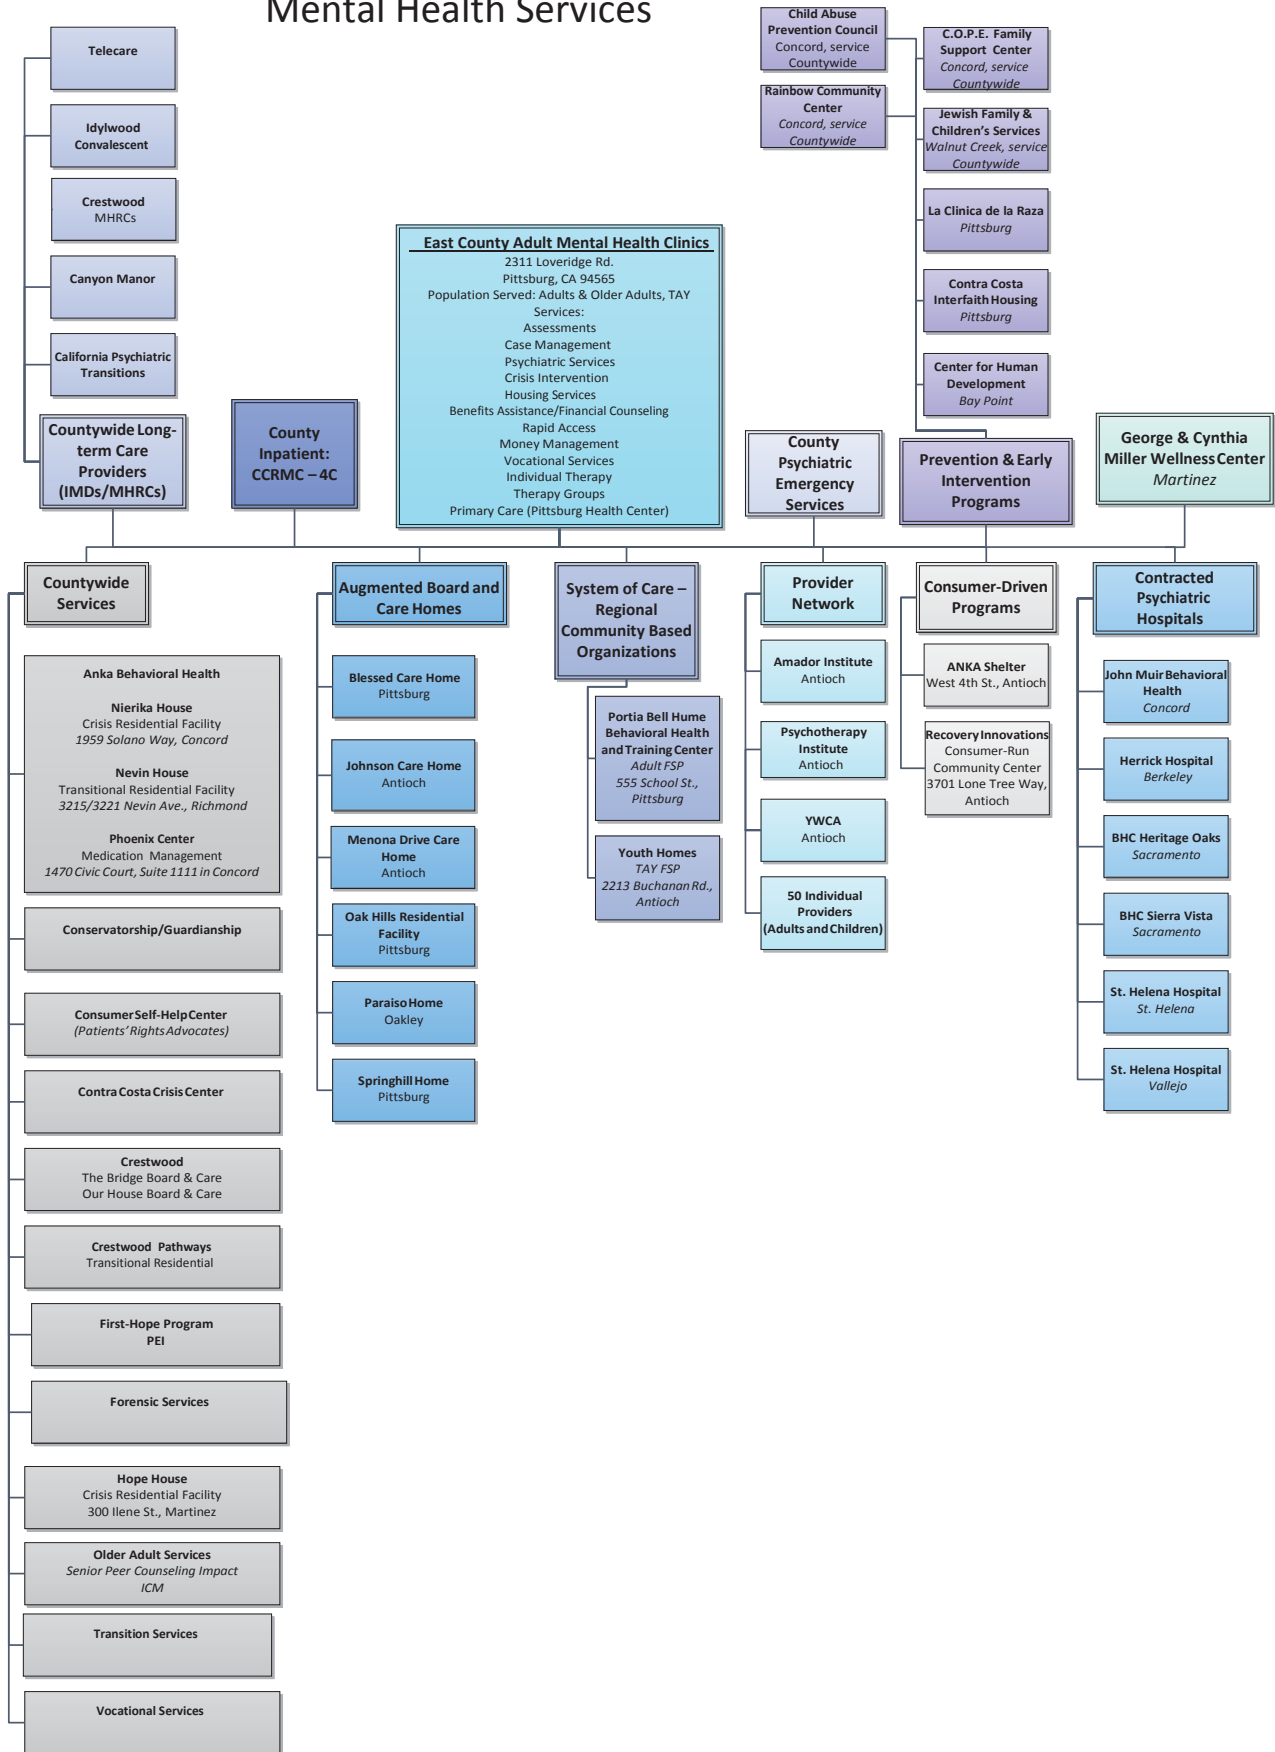 Mental Health Services
Telecare
Idylwood
Convalescent
Crestwood
MHRCs
Canyon Manor
California Psychiatric
Transitions
Countywide Long-
term Care
Providers
(IMDs/MHRCs)
County
Inpatient:
CCRMC – 4C
East County Adult Mental Health Clinics
2311 Loveridge Rd.
Pittsburg, CA 94565
Population Served: Adults & Older Adults, TAY
Services:
Assessments
Case Management
Psychiatric Services
Crisis Intervention
Housing Services
Benefits Assistance/Financial Counseling
Rapid Access
Money Management
Vocational Services
Individual Therapy
Therapy Groups
Primary Care (Pittsburg Health Center)
Child Abuse
Prevention Council
Concord, service
Countywide
Rainbow Community
Center
Concord, service
Countywide
C.O.P.E. Family
Support Center
Concord, service
Countywide
Jewish Family &
Children's Services
Walnut Creek, service
Countywide
La Clinica de la Raza
Pittsburg
Contra Costa
Interfaith Housing
Pittsburg
Center for Human
Development
Bay Point
County
Psychiatric
Emergency
Services
Prevention & Early
Intervention
Programs
George & Cynthia
Miller Wellness Center
Martinez
Countywide
Services
Anka Behavioral Health
Nierika House
Crisis Residential Facility
1959 Solano Way, Concord
Nevin House
Transitional Residential Facility
3215/3221 Nevin Ave., Richmond
Phoenix Center
Medication Management
1470 Civic Court, Suite 1111 in Concord
Conservatorship/Guardianship
Consumer Self-Help Center
(Patients' Rights Advocates)
Contra Costa Crisis Center
Crestwood
The Bridge Board & Care
Our House Board & Care
Crestwood Pathways
Transitional Residential
First-Hope Program
PEI
Forensic Services
Hope House
Crisis Residential Facility
300 Ilene St., Martinez
Older Adult Services
Senior Peer Counseling Impact
ICM
Transition Services
Vocational Services
Augmented Board and
Care Homes
Blessed Care Home
Pittsburg
Johnson Care Home
Antioch
Menona Drive Care
Home
Antioch
Oak Hills Residential
Facility
Pittsburg
Paraiso Home
Oakley
Springhill Home
Pittsburg
System of Care –
Regional
Community Based
Organizations
Portia Bell Hume
Behavioral Health
and Training Center
Adult FSP
555 School St.,
Pittsburg
Youth Homes
TAY FSP
2213 Buchanan Rd.,
Antioch
Provider
Network
Amador Institute
Antioch
Psychotherapy
Institute
Antioch
YWCA
Antioch
50 Individual
Providers
(Adults and Children)
Consumer-Driven
Programs
ANKA Shelter
West 4th St., Antioch
Recovery Innovations
Consumer-Run
Community Center
3701 Lone Tree Way,
Antioch
Contracted
Psychiatric
Hospitals
John Muir Behavioral
Health
Concord
Herrick Hospital
Berkeley
BHC Heritage Oaks
Sacramento
BHC Sierra Vista
Sacramento
St. Helena Hospital
St. Helena
St. Helena Hospital
Vallejo